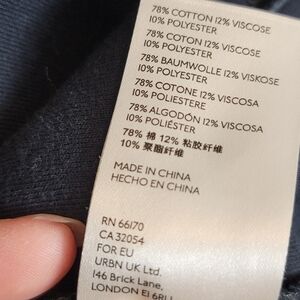 78% COTTON 12% VISCOSE
10% POLYESTER
78% COTON 12% VISCOSE
10% POLYESTER
78% BAUMWOLLE 12% VISKOSE
10% POLYESTER
78% COTONE 12% VISCOSA
10% POLIESTERE
78% ALGODÓN 12% VISCOSA
10% POLIÉSTER
78% 棉 12% 粘胶纤维
10% 聚酯纤维
MADE IN CHINA
HECHO EN CHINA
RN 66170
CA 32054
FOR EU
URBN UK Ltd.
146 Brick Lane,
LONDON E1 6RU